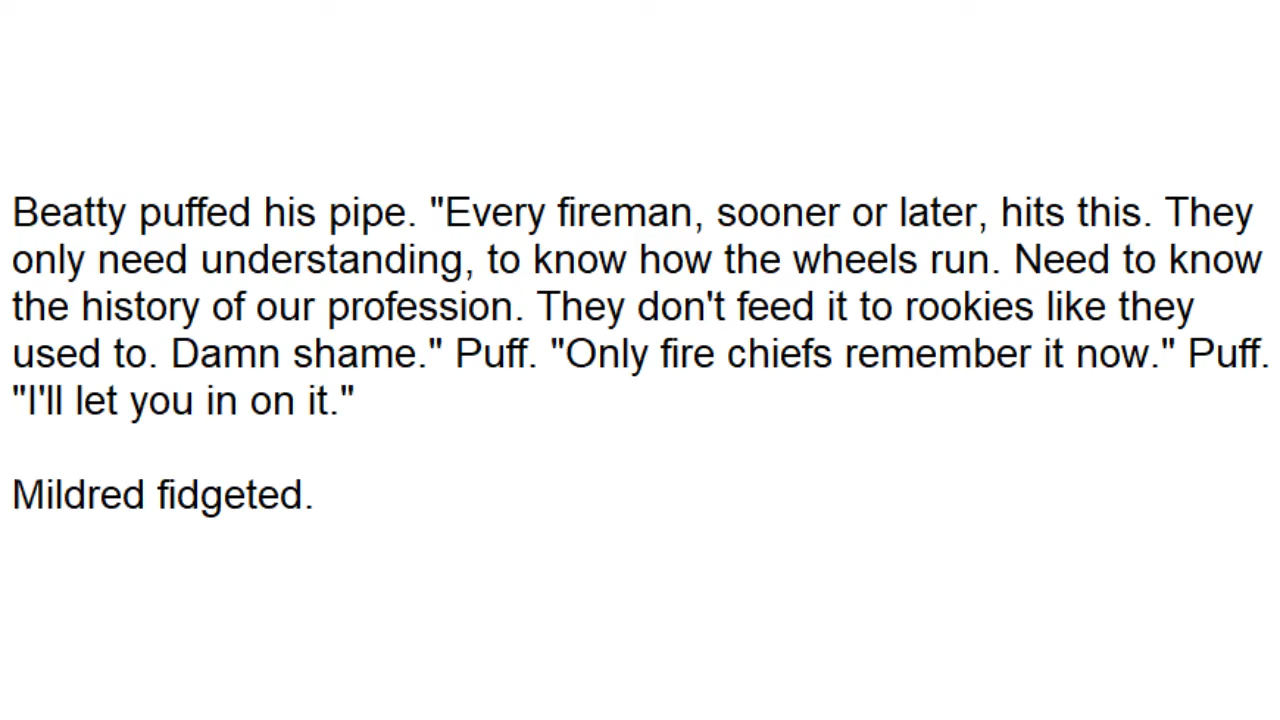 Beatty puffed his pipe. "Every fireman, sooner or later, hits this. They
only need understanding, to know how the wheels run. Need to know
the history of our profession. They don't feed it to rookies like they
used to. Damn shame." Puff. "Only fire chiefs remember it now." Puff.
"I'll let you in on it."
Mildred fidgeted.